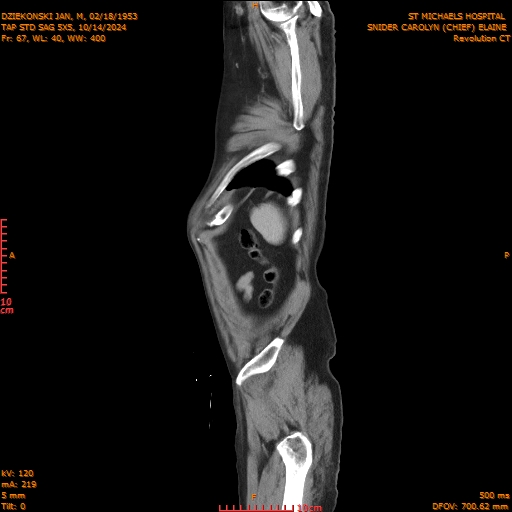 DZIEKONSKI JAN, M, 02/18/1953
TAP STD SAG 5X5, 10/14/2024
Fr: 67, WL: 40, WW: 400
ST MICHAELS HOSPITAL
SNIDER CAROLYN (CHIEF) ELAINE
Revolution CT
H
A
P
10
cm
kV: 120
mA: 219
5 mm
Tilt: 0
F
10cm
500 ms
DFOV: 700.62 mm